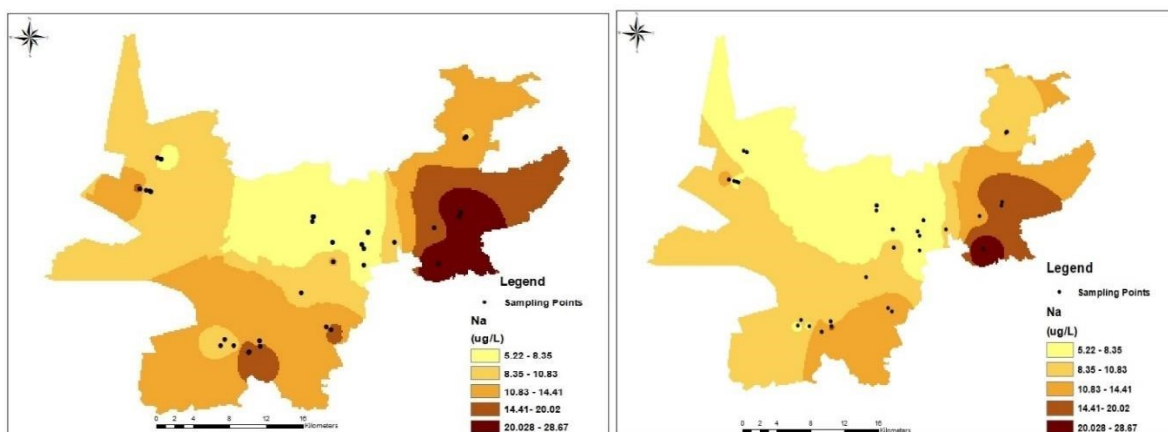 Legend
Sampling Points
Na
(ug/L)
5.22 - 8.35
8.35 - 10.83
10.83 - 14.41
14.41- 20.02
20.028 - 28.67
0 2 4 8 12 16
Kilometers
Legend
Sampling Points
Na
(ug/L)
5.22 - 8.35
8.35 - 10.83
10.83 - 14.41
14.41- 20.02
20.028 - 28.67
0 2 4 8 12 16
Kilometers